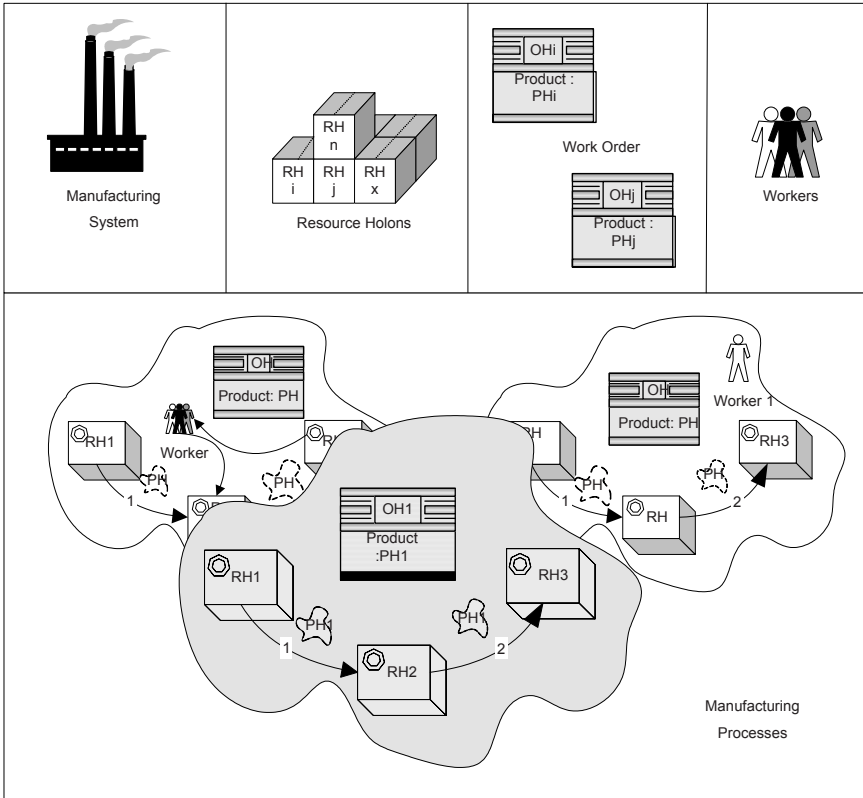 Manufacturing
System
RH
n
RH
i
RH
j
RH
x
Resource Holons
OHi
Product :
PHi
Work Order
OHj
Product :
PHj
Workers
OH
Product: PH
RH1
Worker
PH
1
PH
OH
Product: PH
Worker 1
RH3
PH
1
PH
2
RH
OH1
Product
:PH1
RH1
PH1
1
RH2
PH1
2
RH3
Manufacturing
Processes